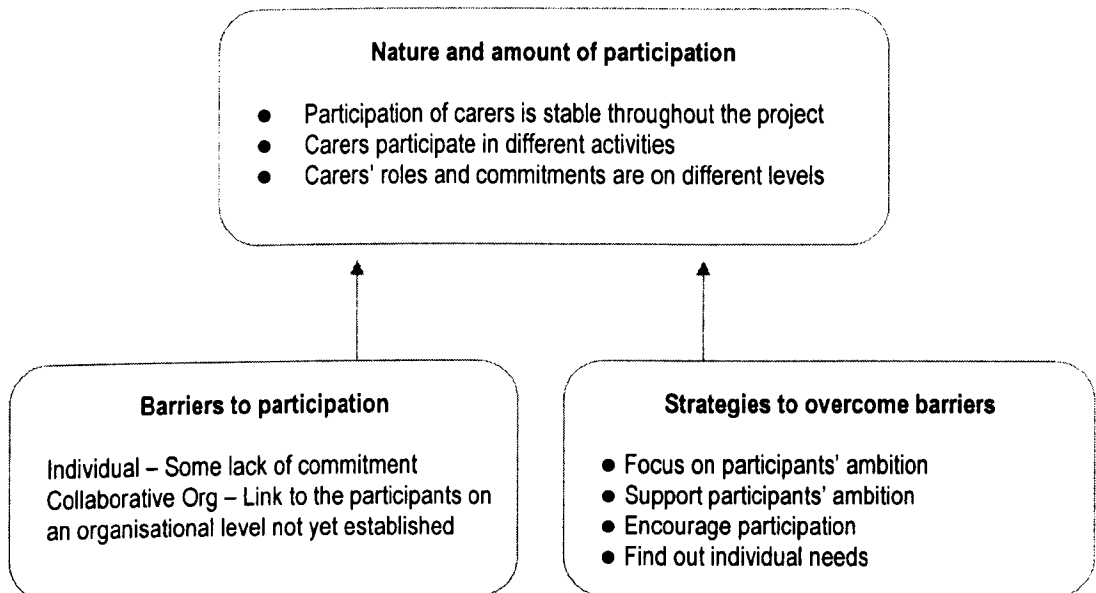 Nature and amount of participation
● Participation of carers is stable throughout the project
● Carers participate in different activities
● Carers' roles and commitments are on different levels
Barriers to participation
Individual – Some lack of commitment
Collaborative Org – Link to the participants on
an organisational level not yet established
Strategies to overcome barriers
● Focus on participants' ambition
● Support participants' ambition
● Encourage participation
● Find out individual needs